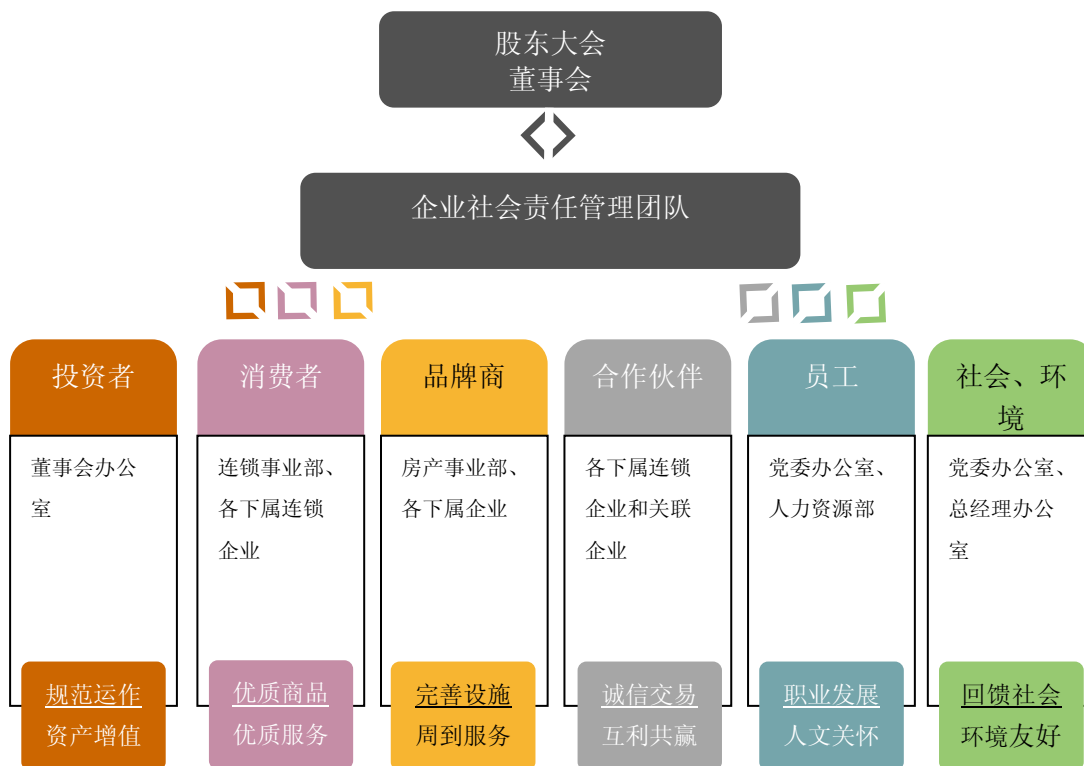 股东大会
董事会
企业社会责任管理团队
投资者
消费者
品牌商
合作伙伴
员工
社会、环
境
董事会办公
室
连锁事业部、
各下属连锁
企业
房产事业部、
各下属企业
各下属连锁
企业和关联
企业
党委办公室、
人力资源部
党委办公室、
总经理办公
室
规范运作
资产增值
优质商品
优质服务
完善设施
周到服务
诚信交易
互利共赢
职业发展
人文关怀
回馈社会
环境友好